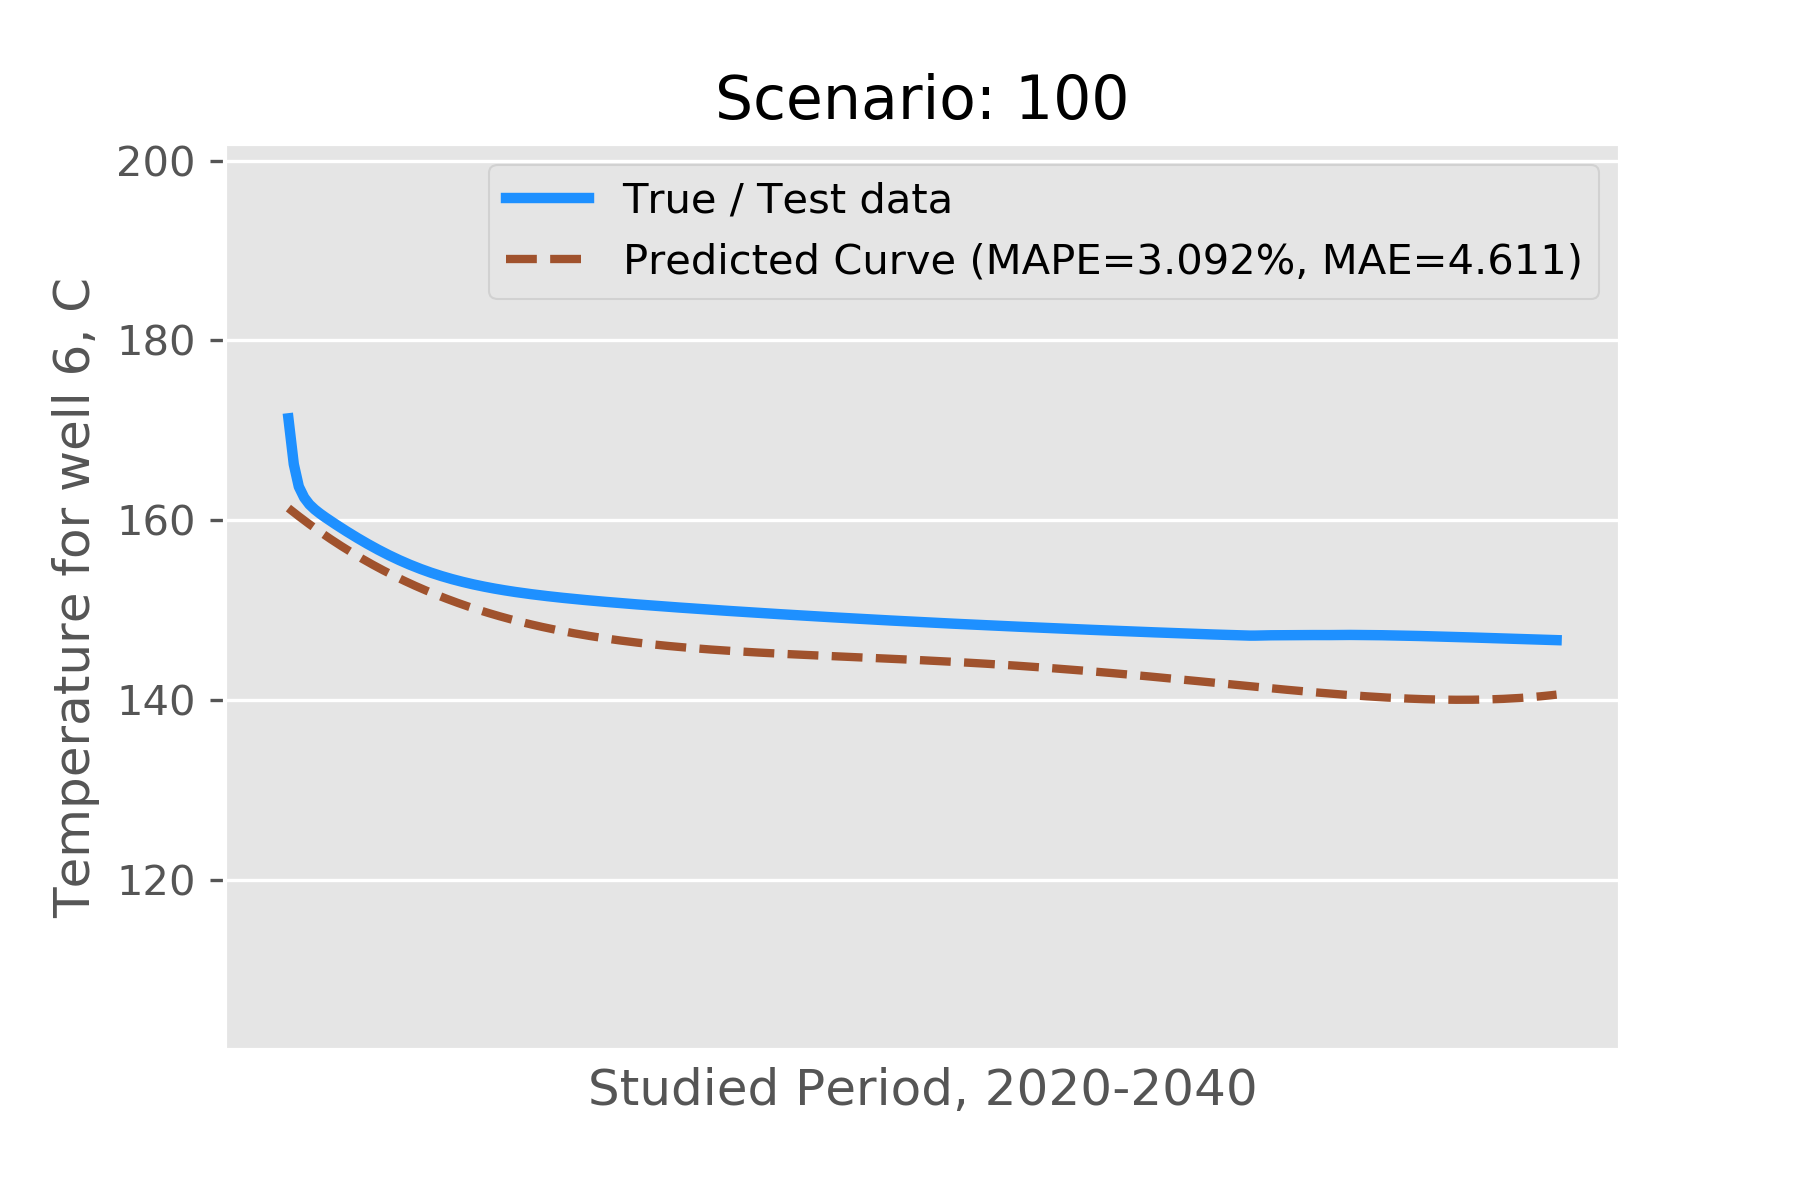 Scenario: 100
True / Test data
Predicted Curve (MAPE=3.092%, MAE=4.611)
200
180
160
140
120
Temperature for well 6, C
Studied Period, 2020-2040